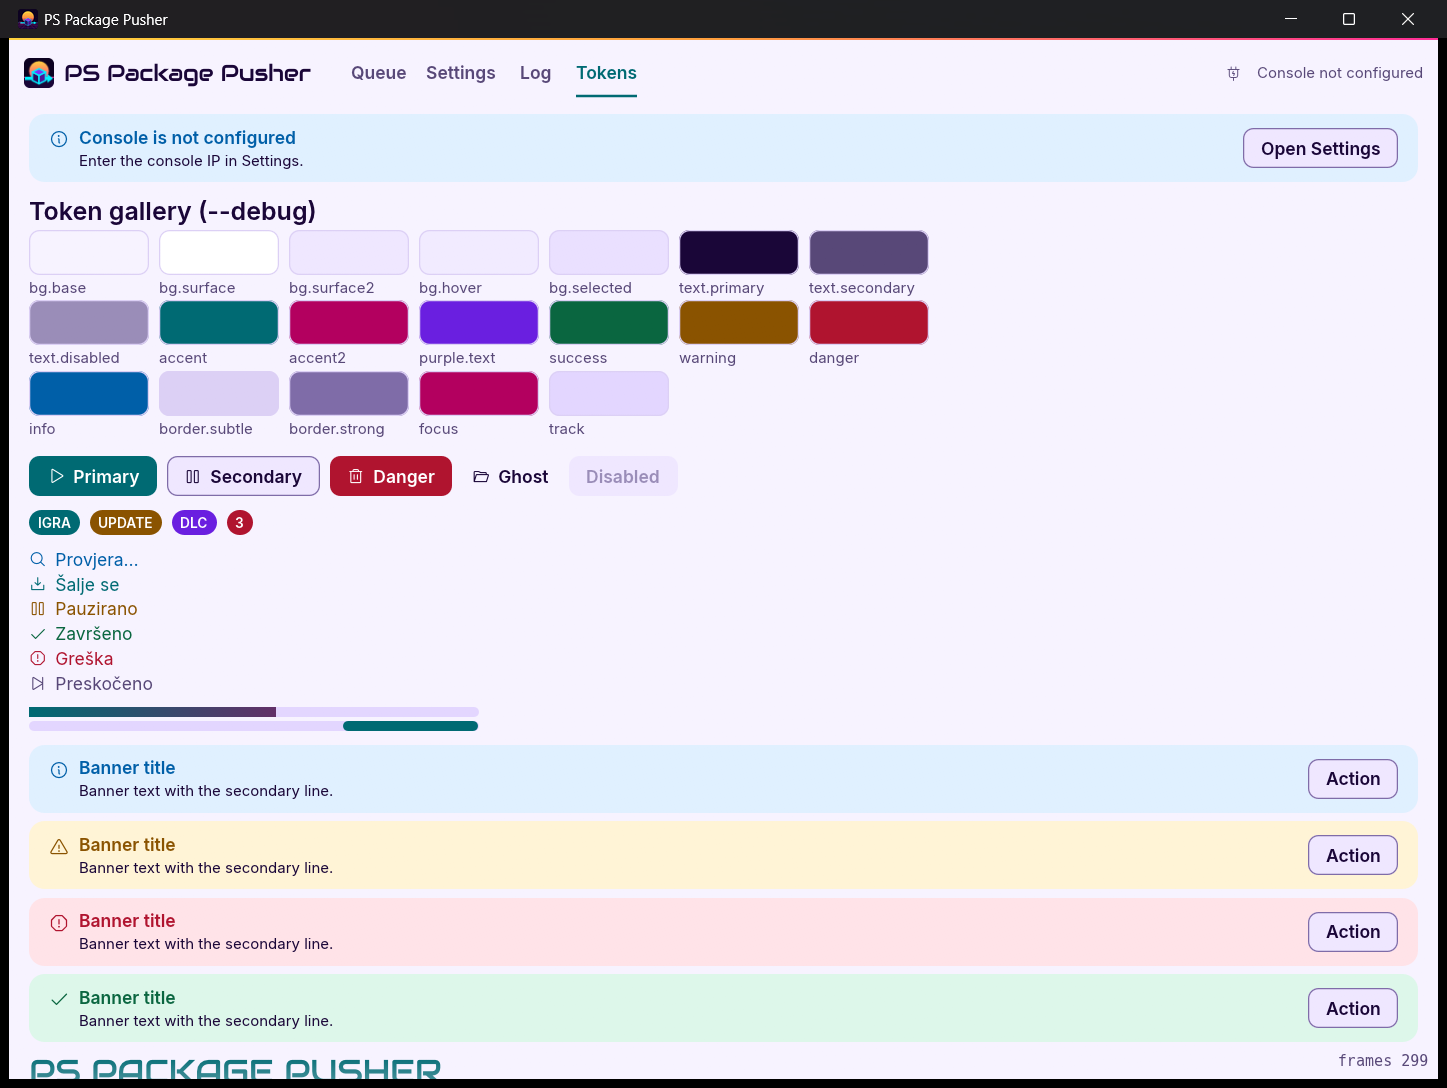 PS Package Pusher
PS Package Pusher
Queue Settings Log Tokens
Console not configured
Console is not configured
Enter the console IP in Settings.
Open Settings
Token gallery (--debug)
bg.base bg.surface bg.surface2 bg.hover bg.selected text.primary text.secondary
text.disabled accent accent2 purple.text success warning danger
info border.subtle border.strong focus track
Primary Secondary Danger Ghost Disabled
IGRA UPDATE DLC 3
Provjera...
Šalje se
Pauzirano
Završeno
Greška
Preskočeno
Banner title
Banner text with the secondary line.
Action
Banner title
Banner text with the secondary line.
Action
Banner title
Banner text with the secondary line.
Action
Banner title
Banner text with the secondary line.
Action
PS PACKAGE PUSHER
frames 299